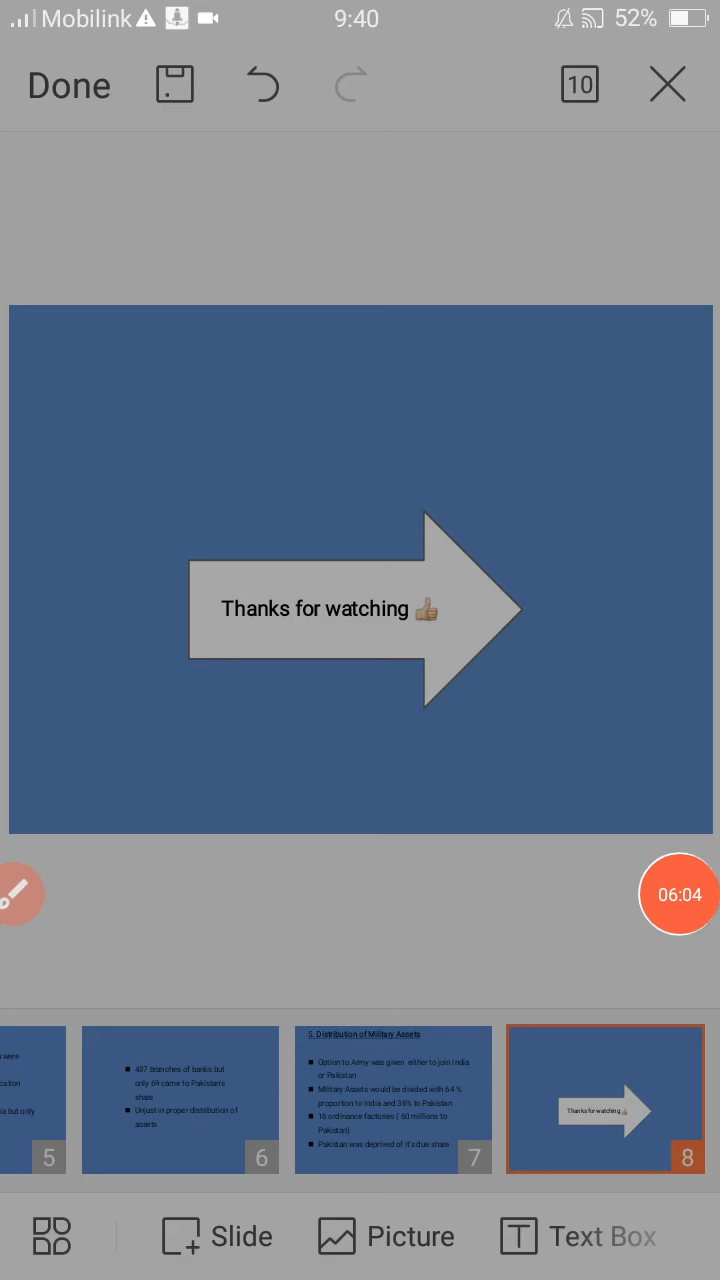 Mobilink 9:40 52%
Done 10
Thanks for watching 👍
06:04
were
cation
ia but only
5
487 branches of banks but
only 69 came to Pakistan's
share
Unjust in proper distribution of
assets
6
5. Distribution of Military Assets
Option to Army was given either to join India
or Pakistan
Military Assets would be divided with 64 %
proportion to India and 36% to Pakistan
16 ordinance factories ( 60 millions to
Pakistan)
Pakistan was deprived of it's due share
7
Thanks for watching 👍
8
Slide Picture Text Box